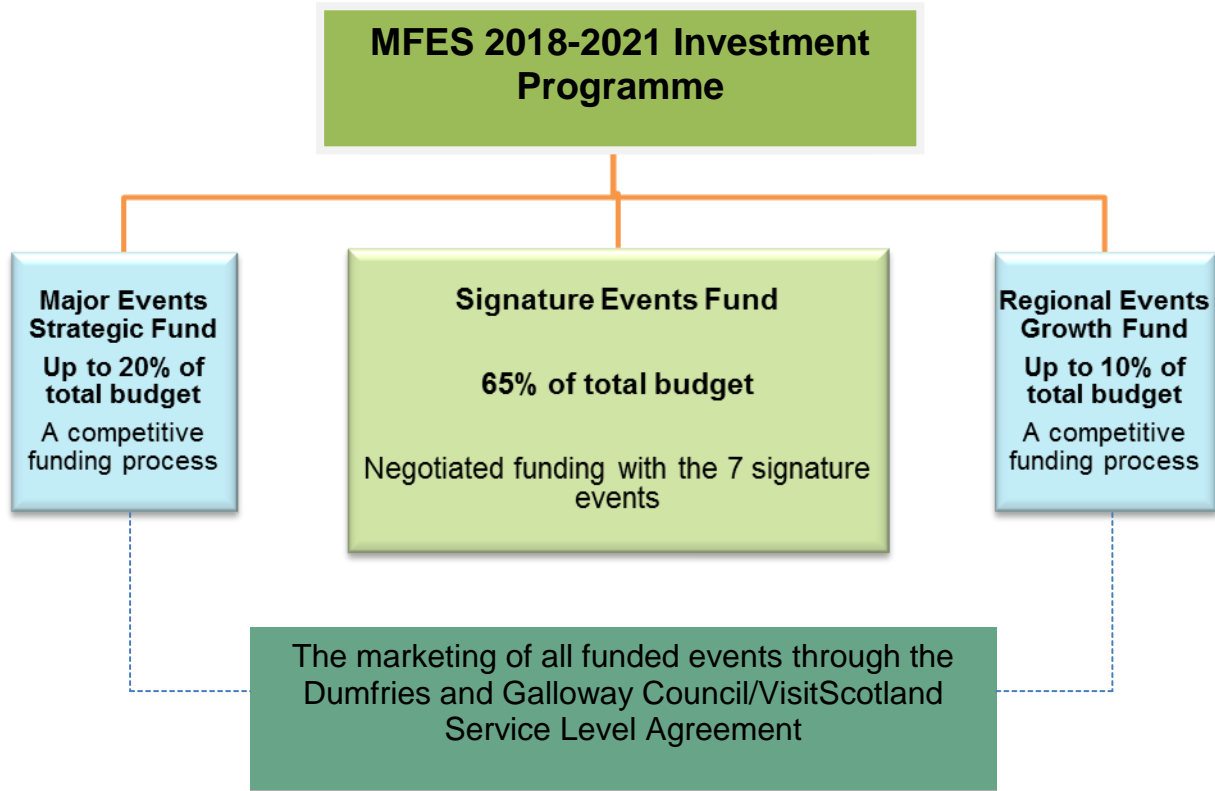 MFES 2018-2021 Investment
Programme
Major Events
Strategic Fund
Up to 20% of
total budget
A competitive
funding process
Signature Events Fund
65% of total budget
Negotiated funding with the 7 signature
events
Regional Events
Growth Fund
Up to 10% of
total budget
A competitive
funding process
The marketing of all funded events through the
Dumfries and Galloway Council/VisitScotland
Service Level Agreement